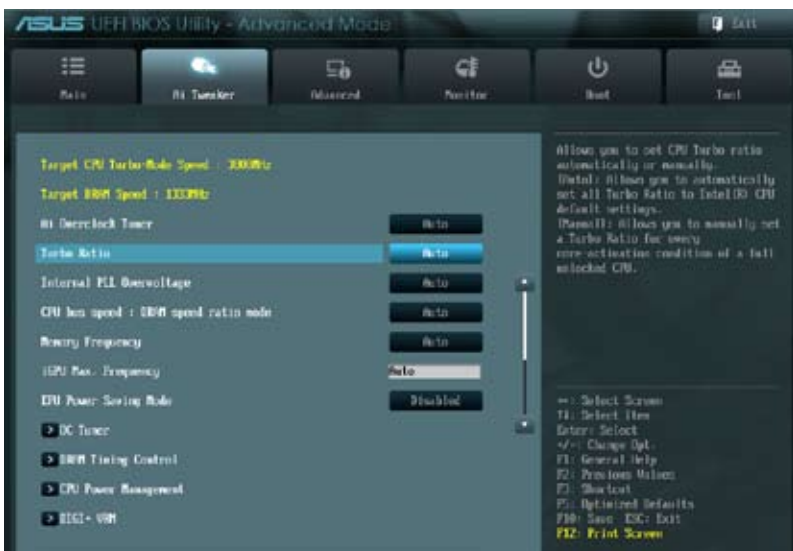 ASUS UEFI BIOS Utility - Advanced Mode
Exit
Main
Ai Tweaker
Advanced
Monitor
Boot
Tool
Target CPU Turbo-Mode Speed : MHz
Target DRAM Speed : 1333MHz
Ai Overclock Tuner
Auto
Turbo Ratio
Auto
Internal PLL Overvoltage
Auto
CPU bus speed : DRAM speed ratio mode
Auto
Memory Frequency
Auto
iGPU Max. Frequency
Auto
EPU Power Saving Mode
Disabled
> OC Tuner
> DRAM Timing Control
> CPU Power Management
> DIGI+ VRM
Allows you to set CPU Turbo ratio
automatically or manually.
[Auto]: Allows you to automatically
set all Turbo Ratio to Intel(R) CPU
default settings.
[Manual]: Allows you to manually set
a Turbo Ratio for every
core-activation condition of a full
unlocked CPU.
→←: Select Screen
↑↓: Select Item
Enter: Select
+/-: Change Opt.
F1: General Help
F2: Previous Values
F3: Shortcut
F5: Optimized Defaults
F10: Save ESC: Exit
F12: Print Screen